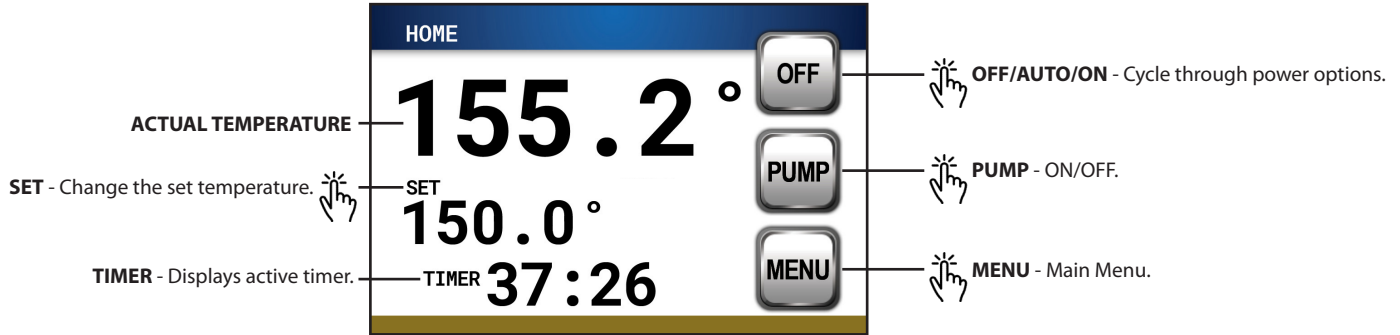 HOME
155.2°
SET
150.0°
TIMER 37:26
OFF
PUMP
MENU
ACTUAL TEMPERATURE
SET - Change the set temperature.
TIMER - Displays active timer.
OFF/AUTO/ON - Cycle through power options.
PUMP - ON/OFF.
MENU - Main Menu.